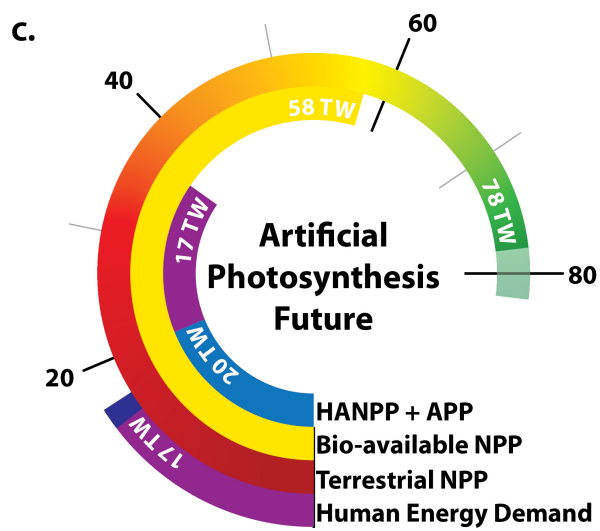 c.
60
40
58 TW
78 TW
17 TW
Artificial
Photosynthesis
Future
80
20 TW
20
17 TW
HANPP + APP
Bio-available NPP
Terrestrial NPP
Human Energy Demand